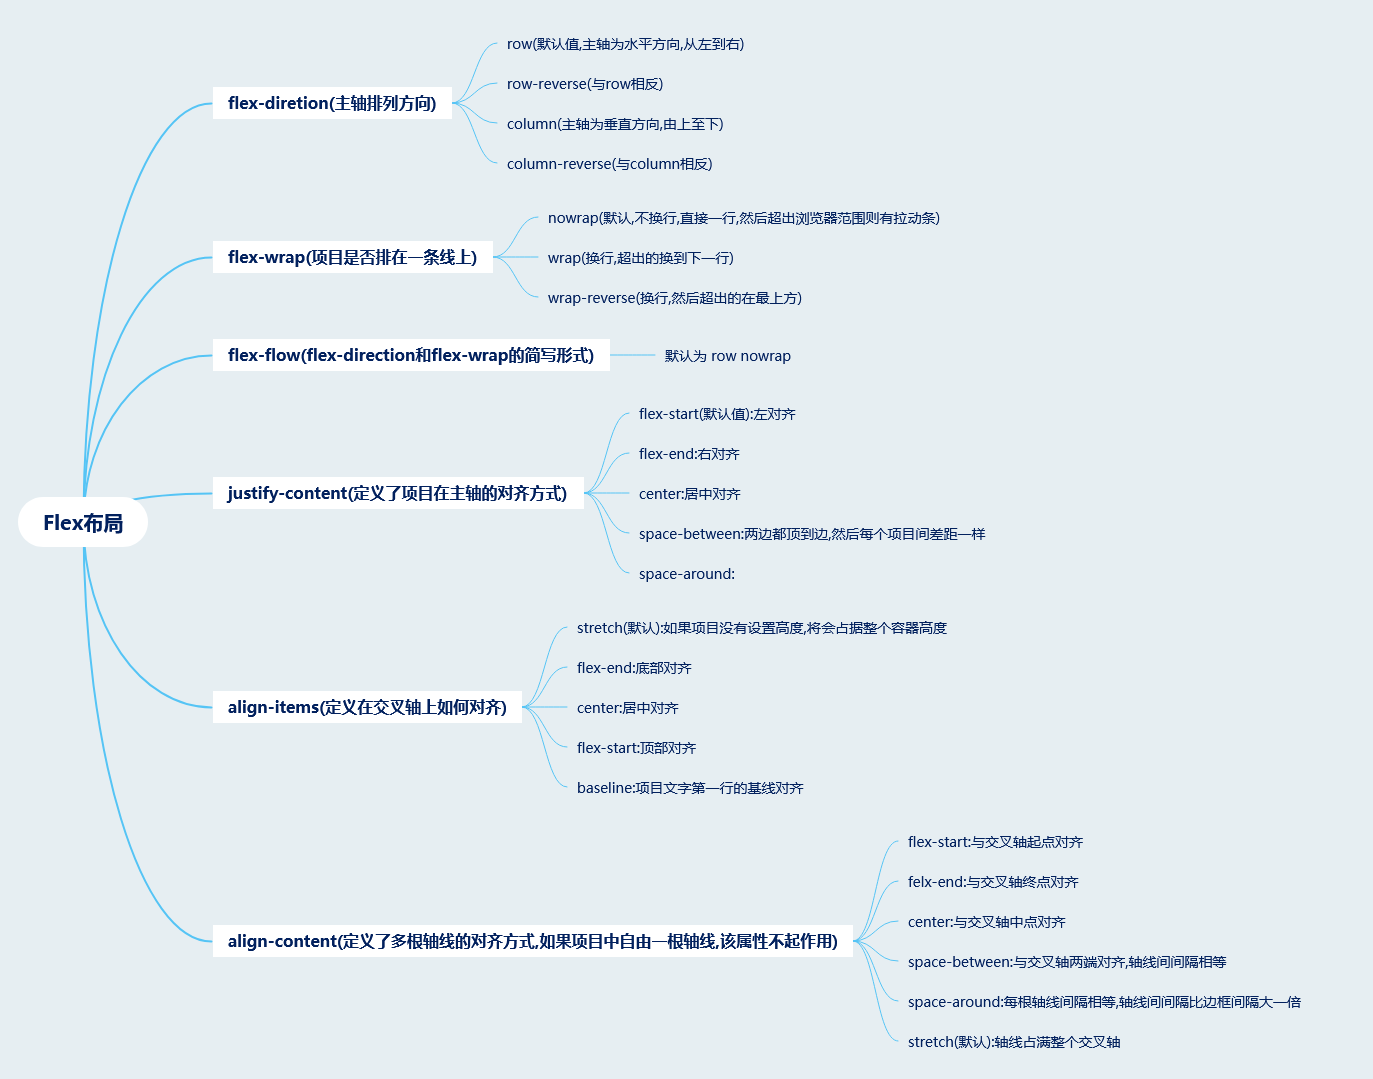 Flex布局
flex-diretion(主轴排列方向)
row(默认值,主轴为水平方向,从左到右)
row-reverse(与row相反)
column(主轴为垂直方向,由上至下)
column-reverse(与column相反)
flex-wrap(项目是否排在一条线上)
nowrap(默认,不换行,直接一行,然后超出浏览器范围则有拉动条)
wrap(换行,超出的换到下一行)
wrap-reverse(换行,然后超出的在最上方)
flex-flow(flex-direction和flex-wrap的简写形式)
默认为 row nowrap
justify-content(定义了项目在主轴的对齐方式)
flex-start(默认值):左对齐
flex-end:右对齐
center:居中对齐
space-between:两边都顶到边,然后每个项目间差距一样
space-around:
align-items(定义在交叉轴上如何对齐)
stretch(默认):如果项目没有设置高度,将会占据整个容器高度
flex-end:底部对齐
center:居中对齐
flex-start:顶部对齐
baseline:项目文字第一行的基线对齐
align-content(定义了多根轴线的对齐方式,如果项目中自由一根轴线,该属性不起作用)
flex-start:与交叉轴起点对齐
felx-end:与交叉轴终点对齐
center:与交叉轴中点对齐
space-between:与交叉轴两端对齐,轴线间间隔相等
space-around:每根轴线间隔相等,轴线间间隔比边框间隔大一倍
stretch(默认):轴线占满整个交叉轴